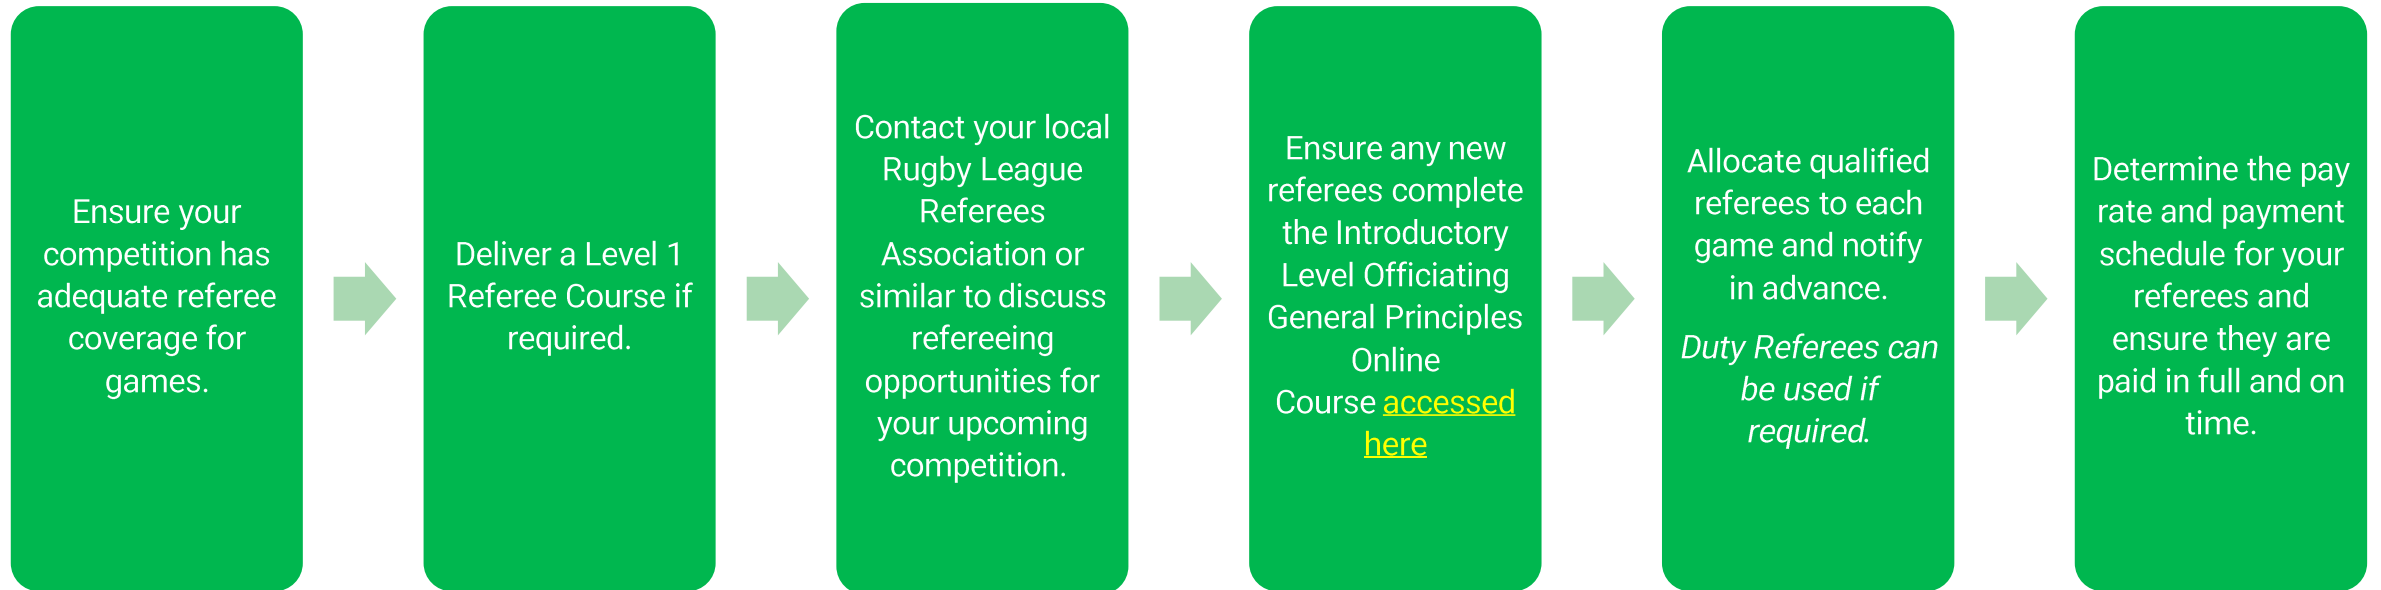 Ensure your
competition has
adequate referee
coverage for
games.
Deliver a Level 1
Referee Course if
required.
Contact your local
Rugby League
Referees
Association or
similar to discuss
refereeing
opportunities for
your upcoming
competition.
Ensure any new
referees complete
the Introductory
Level Officiating
General Principles
Online
Course accessed
here
Allocate qualified
referees to each
game and notify
in advance.
Duty Referees can
be used if
required.
Determine the pay
rate and payment
schedule for your
referees and
ensure they are
paid in full and on
time.